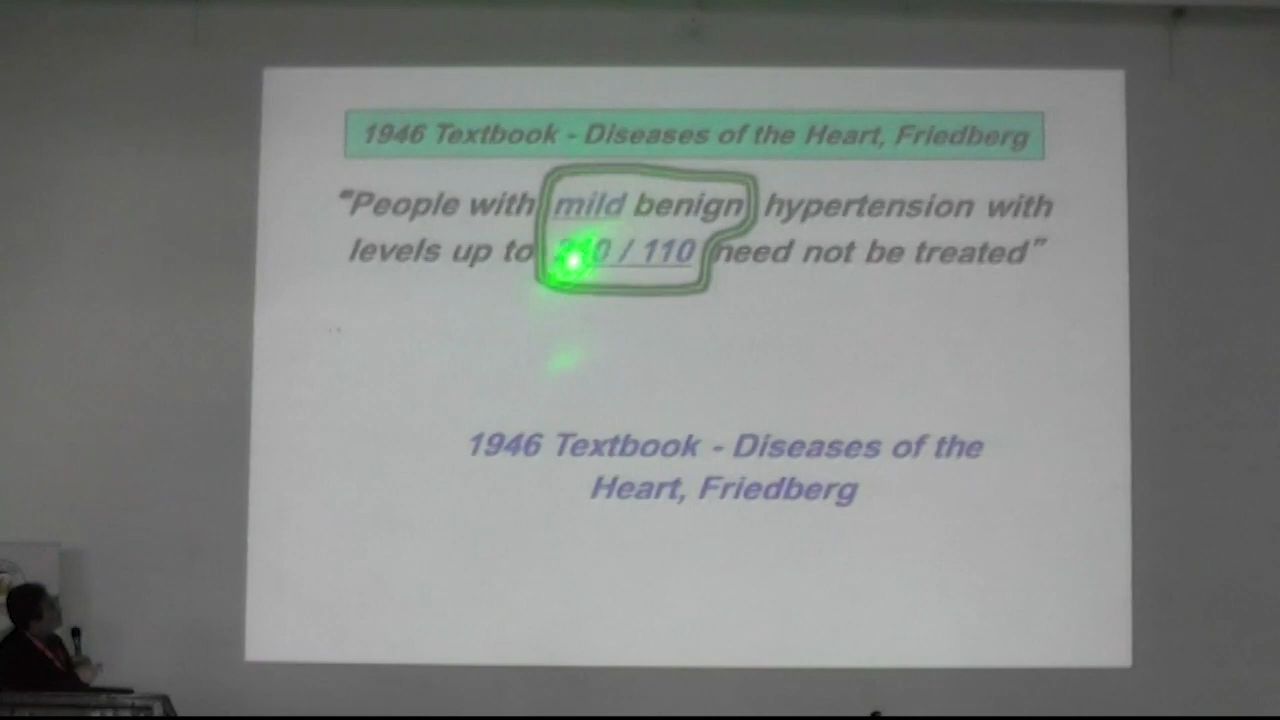 1946 Textbook - Diseases of the Heart, Friedberg
"People with mild benign hypertension with
levels up to 210 / 110 need not be treated"
1946 Textbook - Diseases of the
Heart, Friedberg